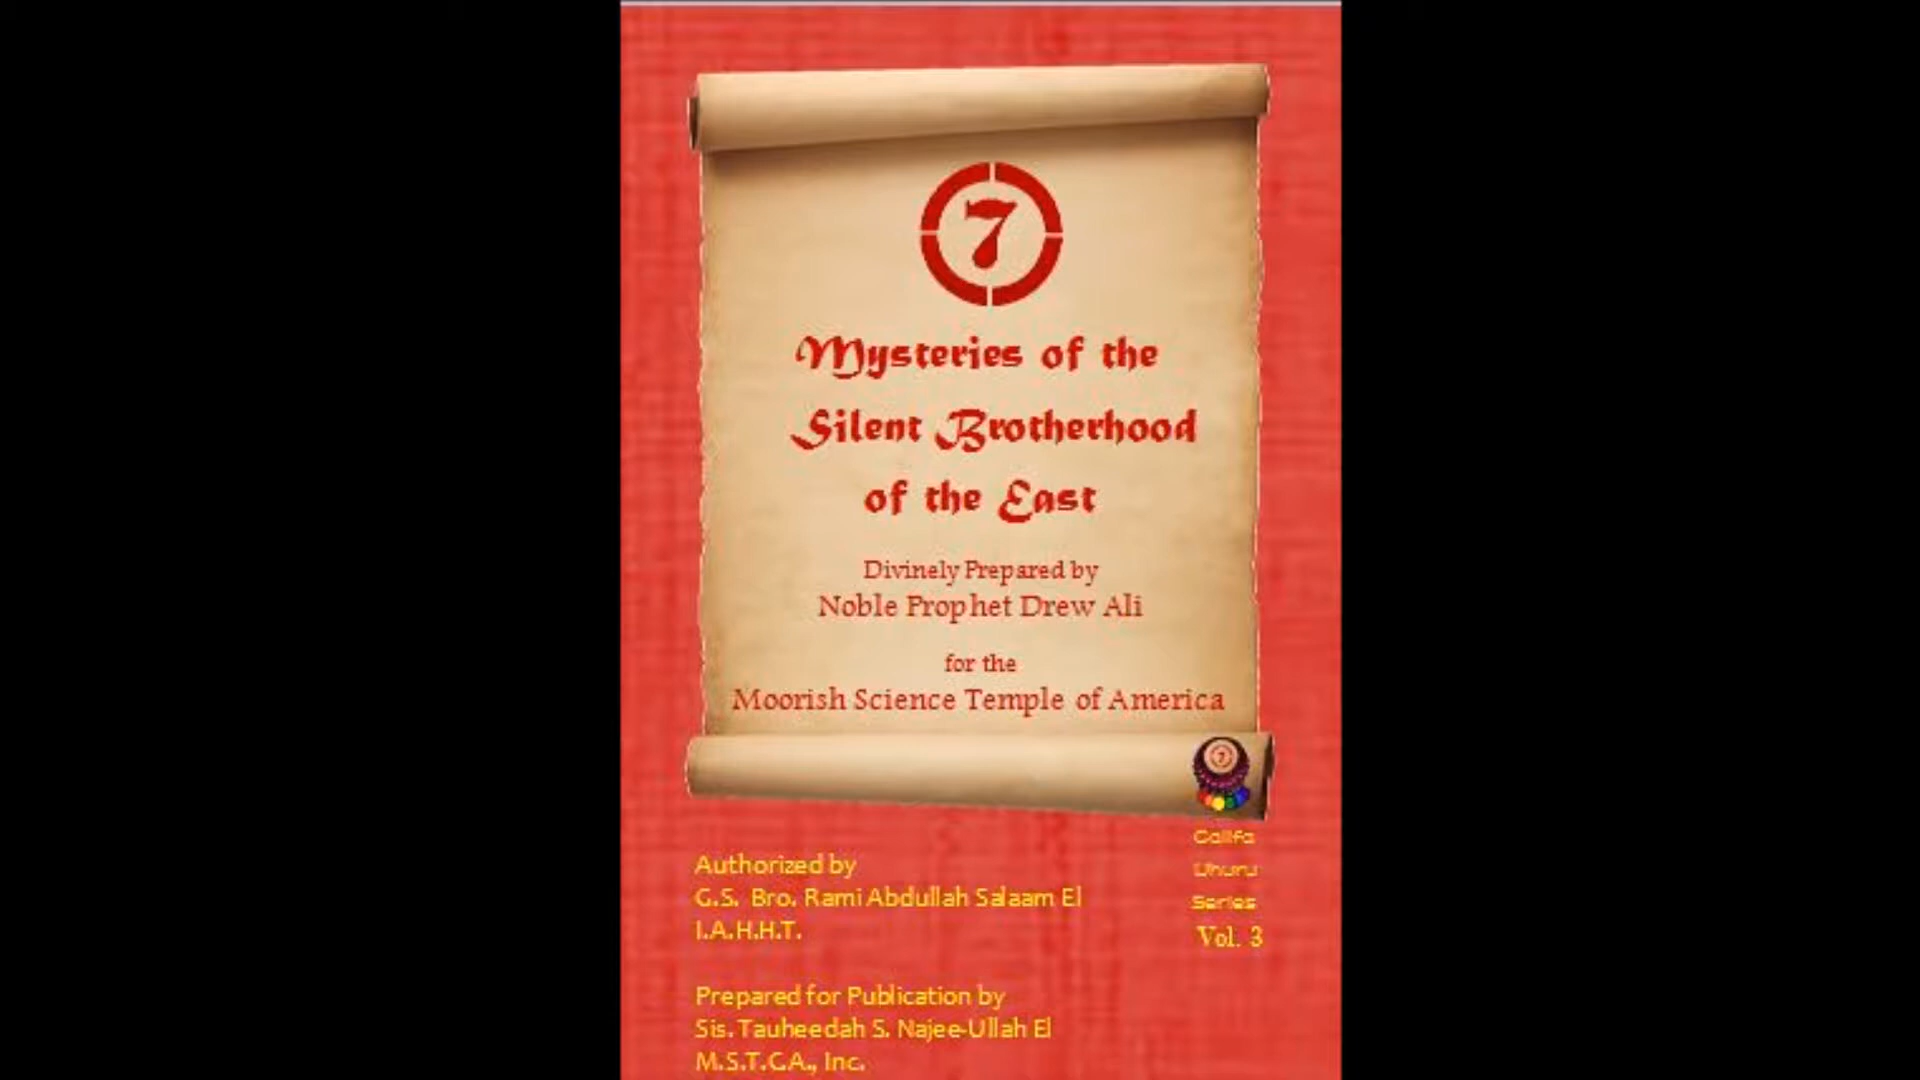 7
Mysteries of the
Silent Brotherhood
of the East
Divinely Prepared by
Noble Prophet Drew Ali
for the
Moorish Science Temple of America
7
Califa
Uhuru
Series
Vol. 3
Authorized by
G.S. Bro. Rami Abdullah Salaam El
I.A.H.H.T.
Prepared for Publication by
Sis. Tauheedah S. Najee-Ullah El
M.S.T.C.A., Inc.